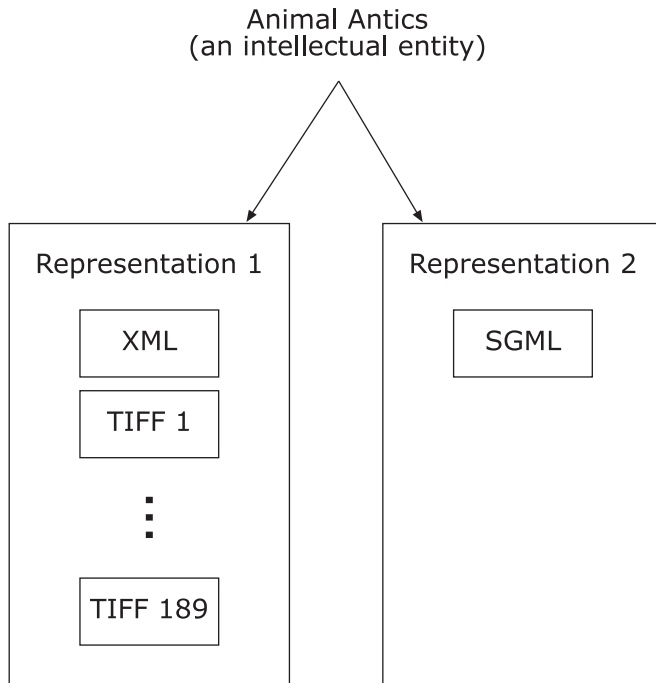 Animal Antics
(an intellectual entity)
Representation 1
XML
TIFF 1
TIFF 189
Representation 2
SGML